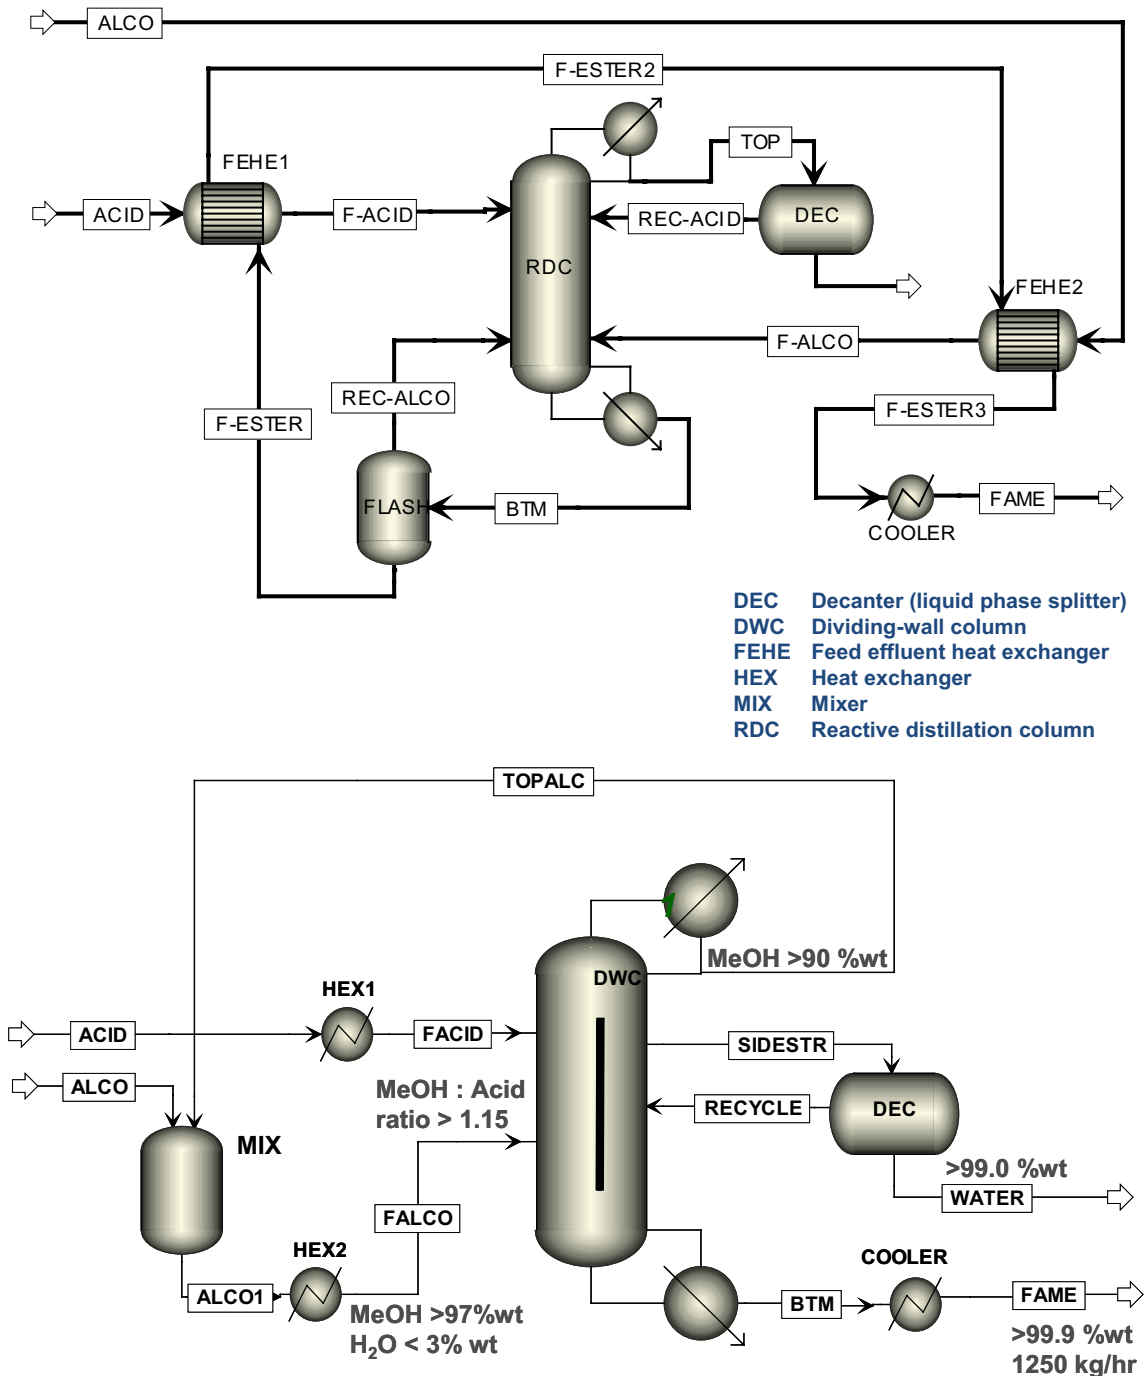 ALCO
F-ESTER2
FEHE1
TOP
ACID
F-ACID
REC-ACID
DEC
RDC
FEHE2
F-ALCO
REC-ALCO
F-ESTER
F-ESTER3
FLASH
BTM
FAME
COOLER
DEC Decanter (liquid phase splitter)
DWC Dividing-wall column
FEHE Feed effluent heat exchanger
HEX Heat exchanger
MIX Mixer
RDC Reactive distillation column
TOPALC
MeOH >90 %wt
DWC
HEX1
ACID
FACID
SIDESTR
ALCO
MeOH : Acid
ratio > 1.15
RECYCLE
DEC
MIX
>99.0 %wt
WATER
FALCO
HEX2
COOLER
ALCO1
BTM
FAME
MeOH >97%wt
H₂O < 3% wt
>99.9 %wt
1250 kg/hr